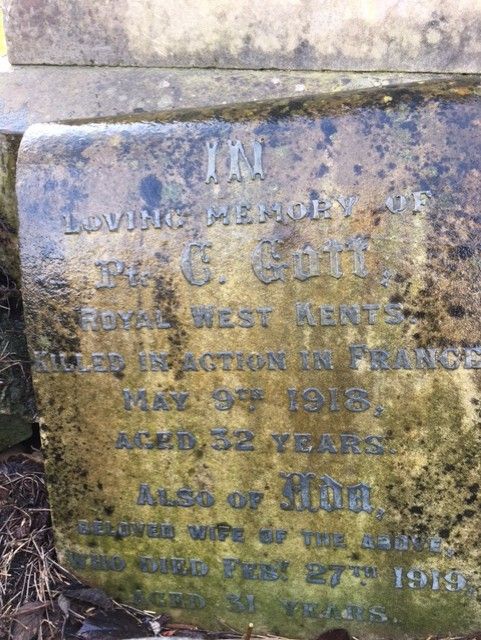 IN
LOVING MEMORY OF
Pte C. Gott,
ROYAL WEST KENTS.
KILLED IN ACTION IN FRANCE
MAY 9TH 1918,
AGED 32 YEARS.
ALSO OF Ada,
BELOVED WIFE OF THE ABOVE,
WHO DIED FEBY 27TH 1919,
AGED 31 YEARS.